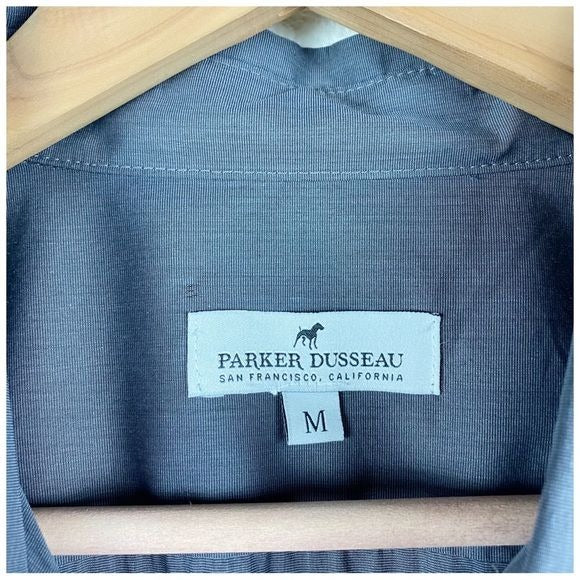 PARKER DUSSEAU
SAN FRANCISCO, CALIFORNIA
M